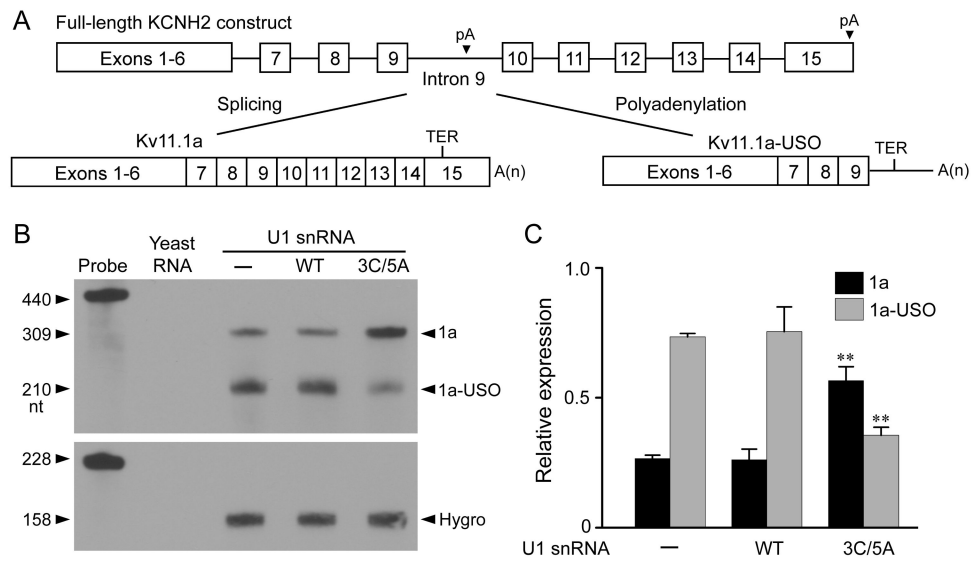 A
Full-length KCNH2 construct
pA
pA
Exons 1-6 7 8 9 10 11 12 13 14 15
Intron 9
Splicing
Polyadenylation
Kv11.1a
TER
Kv11.1a-USO
TER
Exons 1-6 7 8 9 10 11 12 13 14 15 A(n)
Exons 1-6 7 8 9 A(n)
B
Yeast
U1 snRNA
Probe RNA — WT 3C/5A
440
309 1a
210 1a-USO
nt
228
158 Hygro
C
1.0
1a
1a-USO
**
Relative expression
0.5
**
0
U1 snRNA — WT 3C/5A